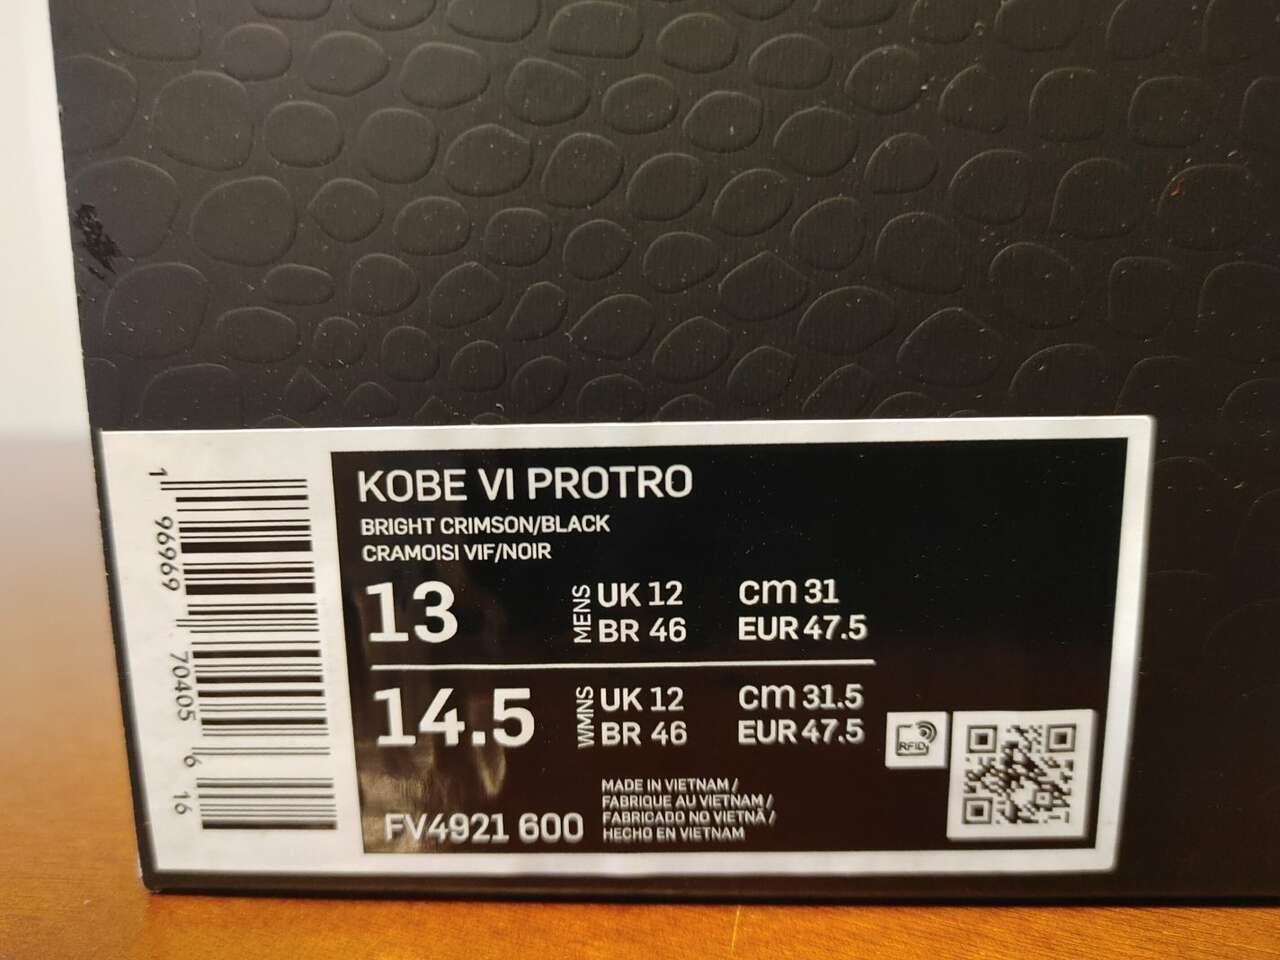 KOBE VI PROTRO
BRIGHT CRIMSON/BLACK
CRAMOISI VIF/NOIR
13 MENS UK 12 cm 31
BR 46 EUR 47.5
14.5 WMNS UK 12 cm 31.5
BR 46 EUR 47.5
FV4921 600
MADE IN VIETNAM /
FABRIQUE AU VIETNAM /
FABRICADO NO VIETNÃ /
HECHO EN VIETNAM
RFID
1 96969 70405 6 16